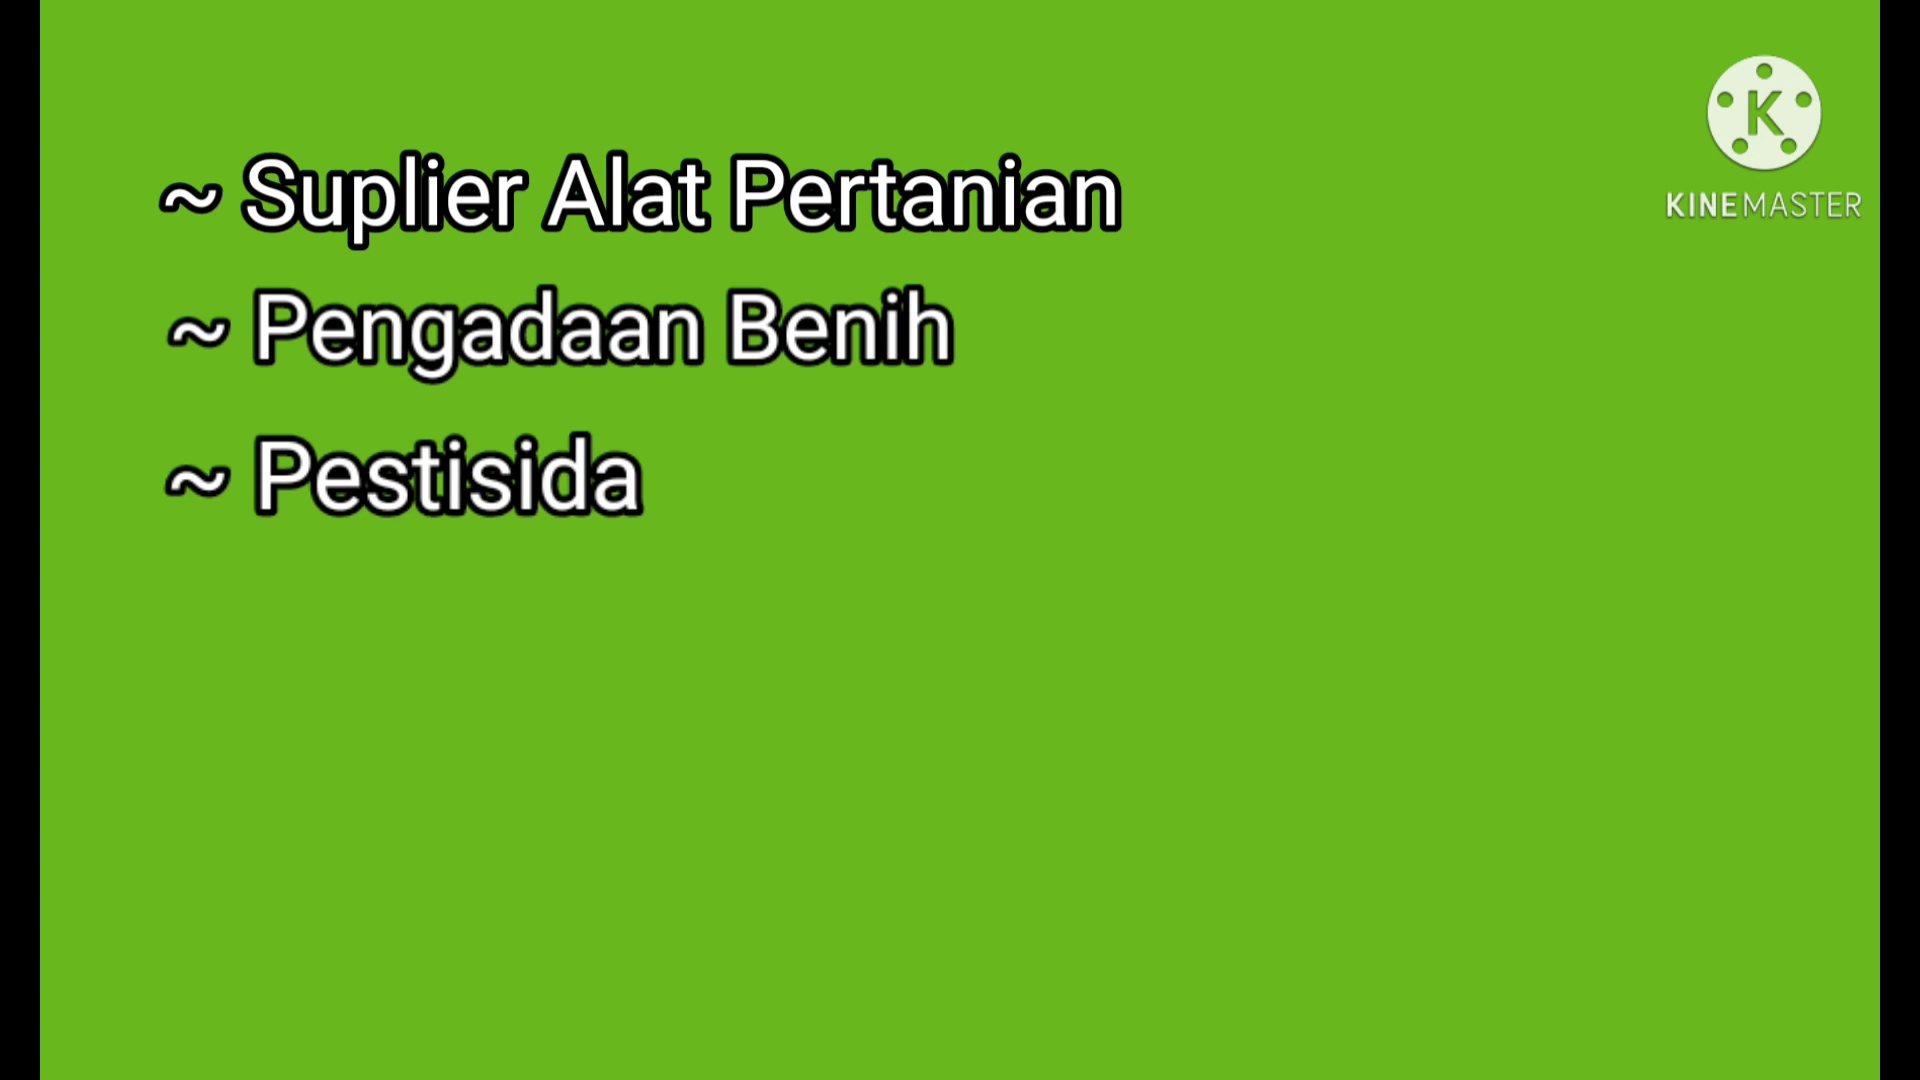 ~ Suplier Alat Pertanian
~ Pengadaan Benih
~ Pestisida
K
KINEMASTER